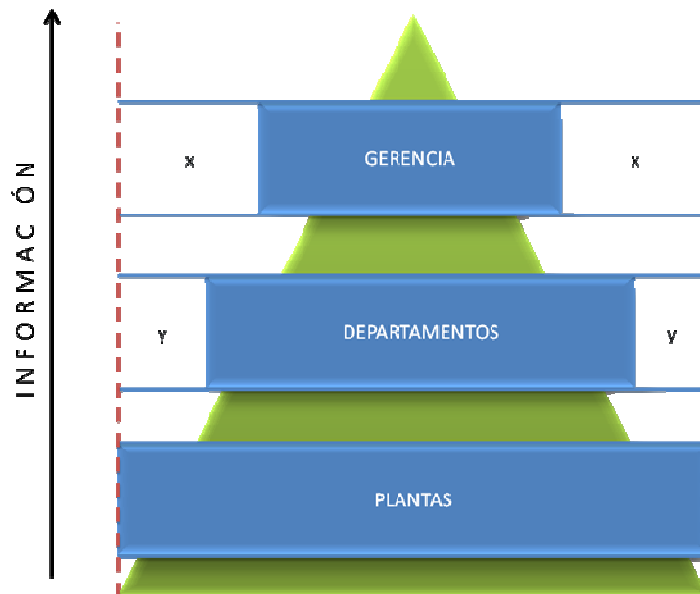 INFORMAC ÓN
x
GERENCIA
x
Y
DEPARTAMENTOS
y
PLANTAS